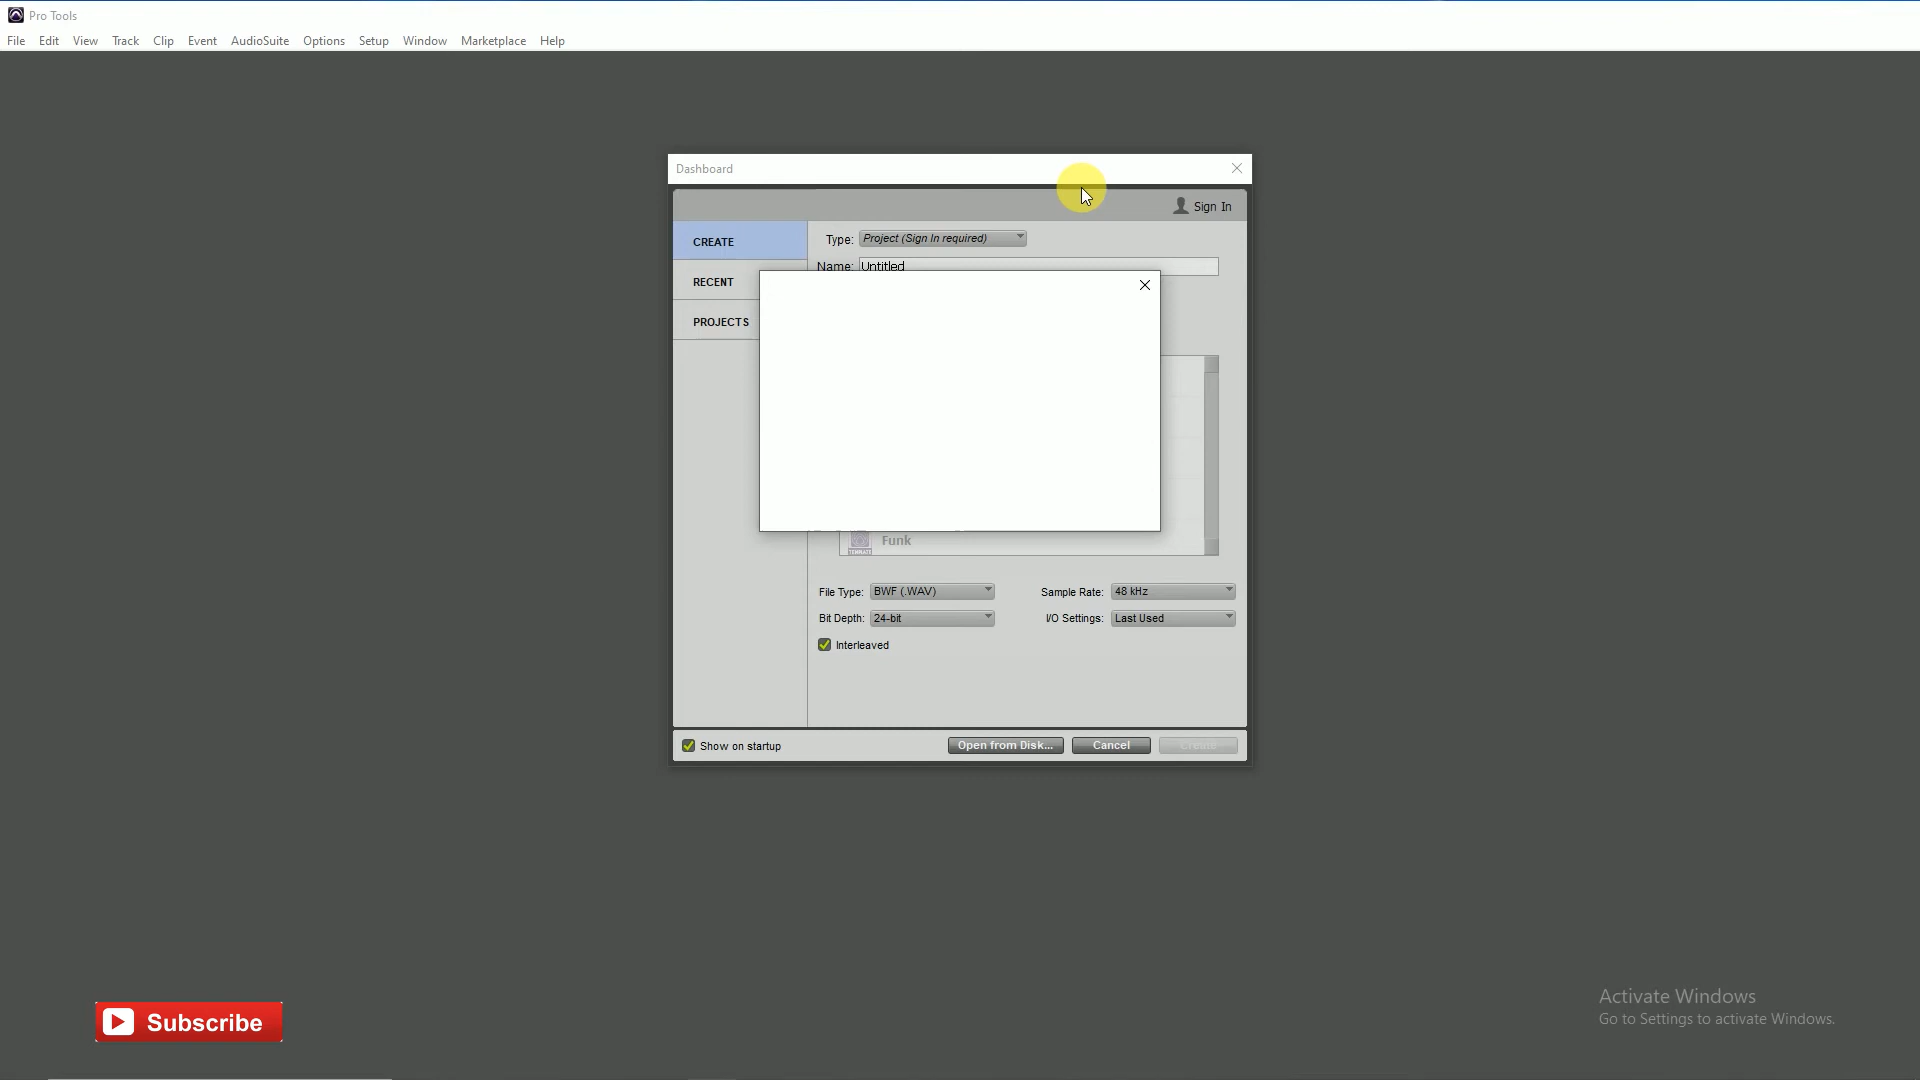 Pro Tools
File Edit View Track Clip Event AudioSuite Options Setup Window Marketplace Help
Dashboard
Sign In
CREATE
Type: Project (Sign In required)
Name: Untitled
RECENT
PROJECTS
TEMPLATE
Funk
File Type: BWF (.WAV)
Sample Rate: 48 kHz
Bit Depth: 24-bit
I/O Settings: Last Used
Interleaved
Show on startup
Open from Disk...
Cancel
Create
Subscribe
Activate Windows
Go to Settings to activate Windows.